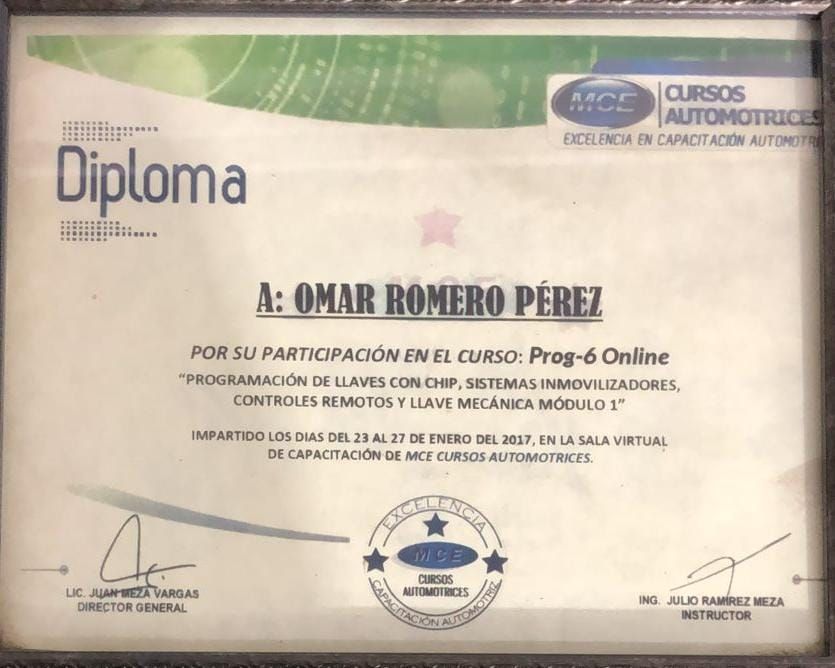 MCE
CURSOS
AUTOMOTRICES
EXCELENCIA EN CAPACITACIÓN AUTOMOTRI
Diploma
A: OMAR ROMERO PÉREZ
POR SU PARTICIPACIÓN EN EL CURSO: Prog-6 Online
“PROGRAMACIÓN DE LLAVES CON CHIP, SISTEMAS INMOVILIZADORES,
CONTROLES REMOTOS Y LLAVE MECÁNICA MÓDULO 1”
IMPARTIDO LOS DIAS DEL 23 AL 27 DE ENERO DEL 2017, EN LA SALA VIRTUAL
DE CAPACITACIÓN DE MCE CURSOS AUTOMOTRICES.
EXCELENCIA
MCE
CURSOS
AUTOMOTRICES
CAPACITACIÓN AUTOMOTRIZ
LIC. JUAN MEZA VARGAS
DIRECTOR GENERAL
ING. JULIO RAMIREZ MEZA
INSTRUCTOR